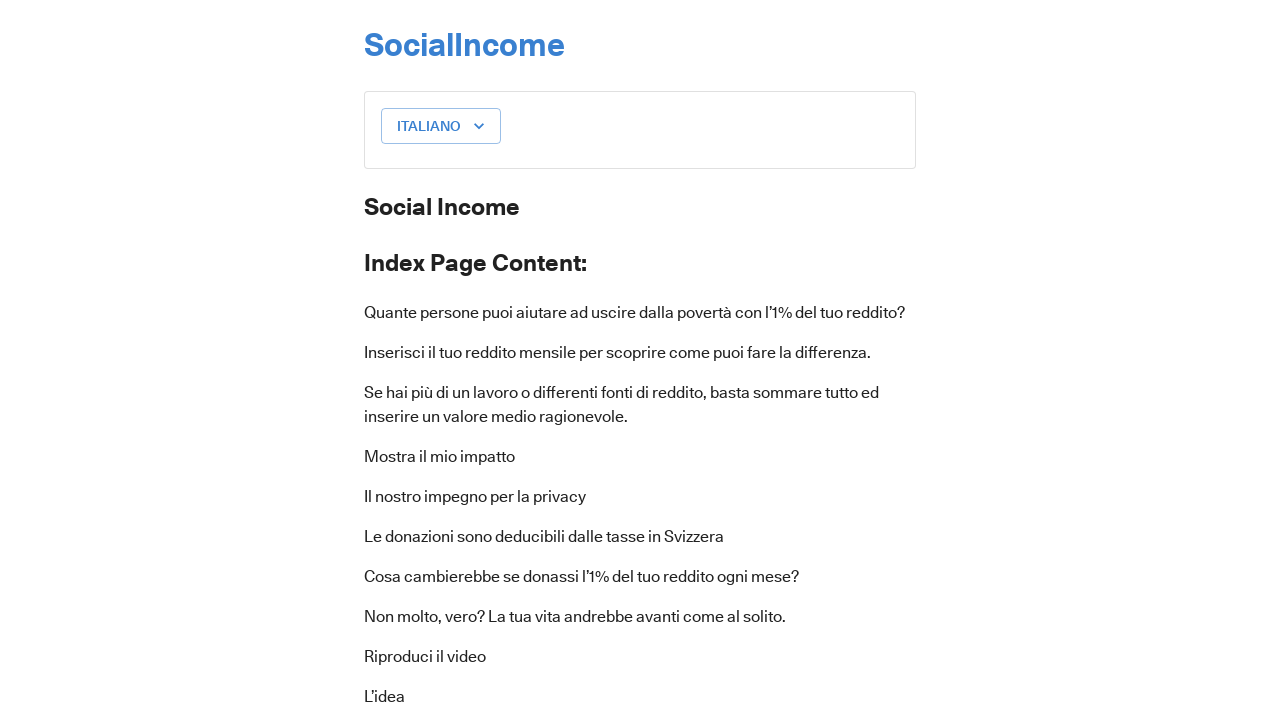 SocialIncome
ITALIANO
Social Income
Index Page Content:
Quante persone puoi aiutare ad uscire dalla povertà con l’1% del tuo reddito?
Inserisci il tuo reddito mensile per scoprire come puoi fare la differenza.
Se hai più di un lavoro o differenti fonti di reddito, basta sommare tutto ed
inserire un valore medio ragionevole.
Mostra il mio impatto
Il nostro impegno per la privacy
Le donazioni sono deducibili dalle tasse in Svizzera
Cosa cambierebbe se donassi l’1% del tuo reddito ogni mese?
Non molto, vero? La tua vita andrebbe avanti come al solito.
Riproduci il video
L’idea